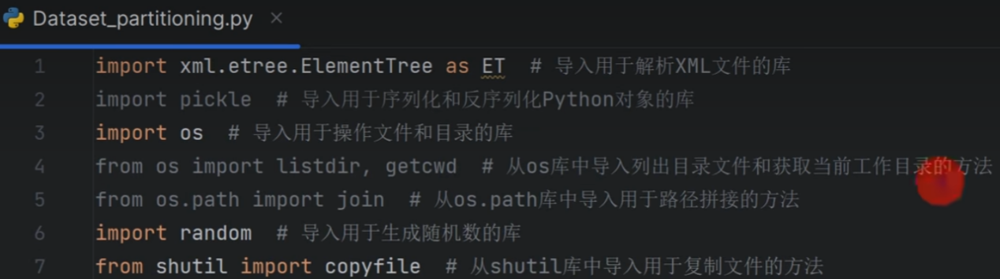 Dataset_partitioning.py ×
1 import xml.etree.ElementTree as ET # 导入用于解析XML文件的库
2 import pickle # 导入用于序列化和反序列化Python对象的库
3 import os # 导入用于操作文件和目录的库
4 from os import listdir, getcwd # 从os库中导入列出目录文件和获取当前工作目录的方法
5 from os.path import join # 从os.path库中导入用于路径拼接的方法
6 import random # 导入用于生成随机数的库
7 from shutil import copyfile # 从shutil库中导入用于复制文件的方法